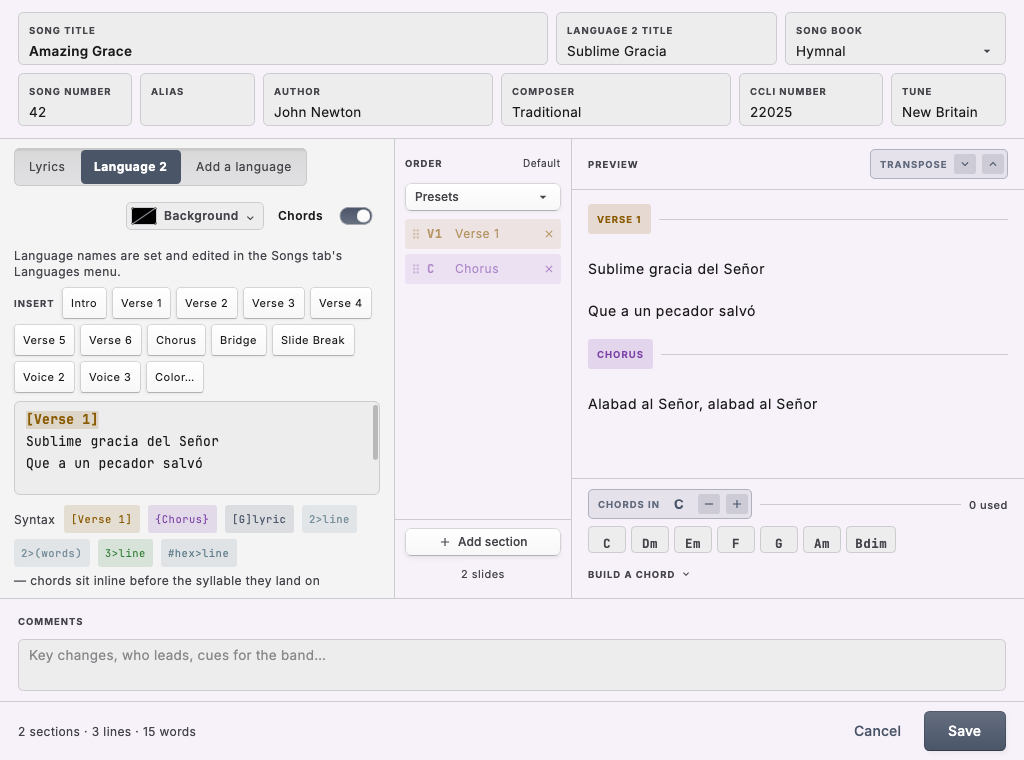 SONG TITLE
Amazing Grace
LANGUAGE 2 TITLE
Sublime Gracia
SONG BOOK
Hymnal
SONG NUMBER
42
ALIAS
AUTHOR
John Newton
COMPOSER
Traditional
CCLI NUMBER
22025
TUNE
New Britain
Lyrics
Language 2
Add a language
Background
Chords
Language names are set and edited in the Songs tab's
Languages menu.
INSERT
Intro
Verse 1
Verse 2
Verse 3
Verse 4
Verse 5
Verse 6
Chorus
Bridge
Slide Break
Voice 2
Voice 3
Color...
[Verse 1]
Sublime gracia del Señor
Que a un pecador salvó
Syntax
[Verse 1]
{Chorus}
[G]lyric
2>line
2>(words)
3>line
#hex>line
— chords sit inline before the syllable they land on
ORDER
Default
Presets
V1 Verse 1 ×
C Chorus ×
+ Add section
2 slides
PREVIEW
TRANSPOSE
VERSE 1
Sublime gracia del Señor
Que a un pecador salvó
CHORUS
Alabad al Señor, alabad al Señor
CHORDS IN C − +
0 used
C
Dm
Em
F
G
Am
Bdim
BUILD A CHORD
COMMENTS
Key changes, who leads, cues for the band...
2 sections · 3 lines · 15 words
Cancel
Save